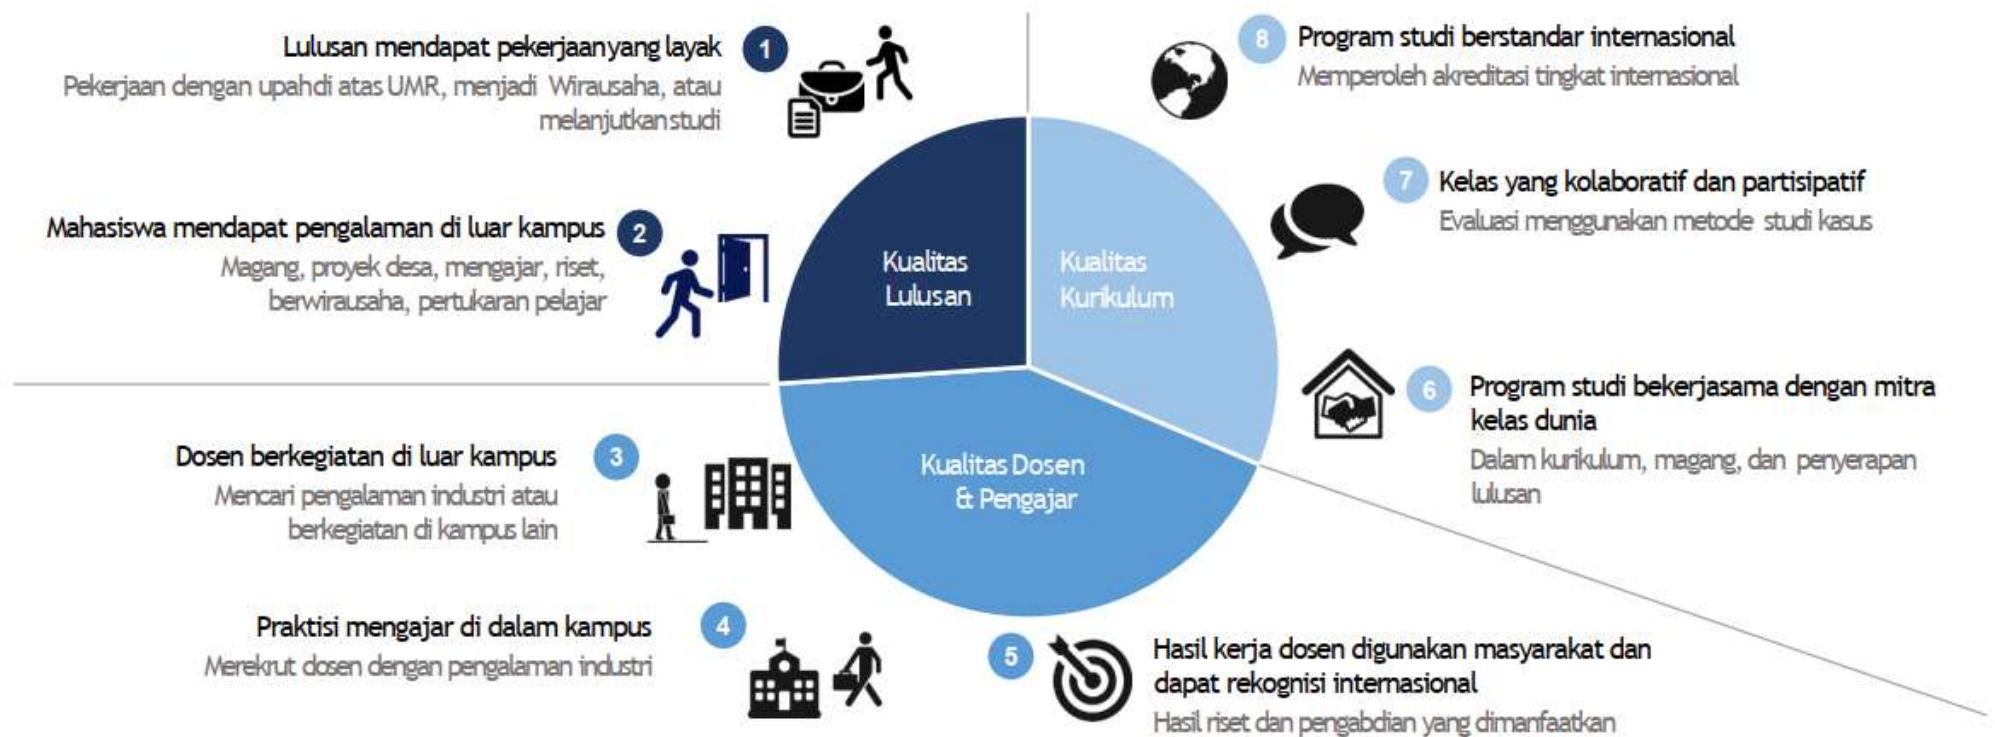 1
Lulusan mendapat pekerjaanyang layak
Pekerjaan dengan upahdi atas UMR, menjadi Wirausaha, atau
melanjutkanstudi
2
Mahasiswa mendapat pengalaman di luar kampus
Magang, proyek desa, mengajar, riset,
berwirausaha, pertukaran pelajar
3
Dosen berkegiatan di luar kampus
Mencari pengalaman industri atau
berkegiatan di kampus lain
4
Praktisi mengajar di dalam kampus
Merekrut dosen dengan pengalaman industri
5
Hasil kerja dosen digunakan masyarakat dan
dapat rekognisi internasional
Hasil riset dan pengabdian yang dimanfaatkan
6
Program studi bekerjasama dengan mitra
kelas dunia
Dalam kurikulum, magang, dan penyerapan
lulusan
7
Kelas yang kolaboratif dan partisipatif
Evaluasi menggunakan metode studi kasus
8
Program studi berstandar internasional
Memperoleh akreditasi tingkat internasional
Kualitas
Lulusan
Kualitas
Kurikulum
Kualitas Dosen
& Pengajar